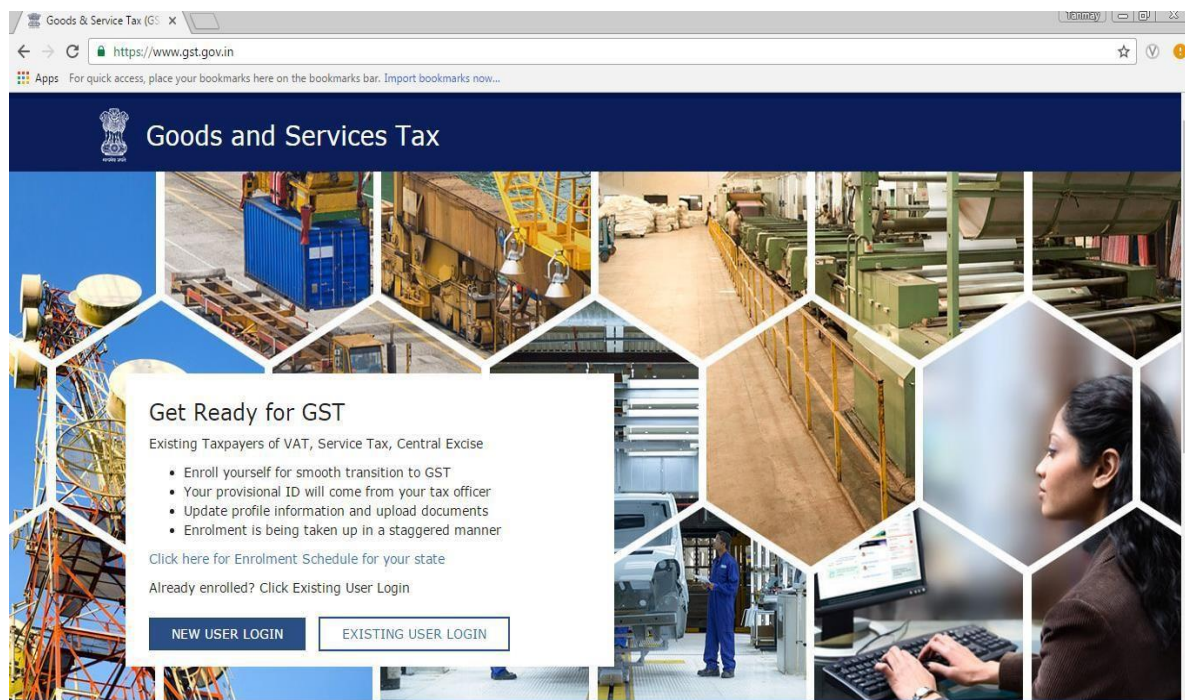 Goods & Service Tax (GS
Tanmay
https://www.gst.gov.in
Apps For quick access, place your bookmarks here on the bookmarks bar. Import bookmarks now...
सत्यमेव जयते
Goods and Services Tax
Get Ready for GST
Existing Taxpayers of VAT, Service Tax, Central Excise
• Enroll yourself for smooth transition to GST
• Your provisional ID will come from your tax officer
• Update profile information and upload documents
• Enrolment is being taken up in a staggered manner
Click here for Enrolment Schedule for your state
Already enrolled? Click Existing User Login
NEW USER LOGIN EXISTING USER LOGIN